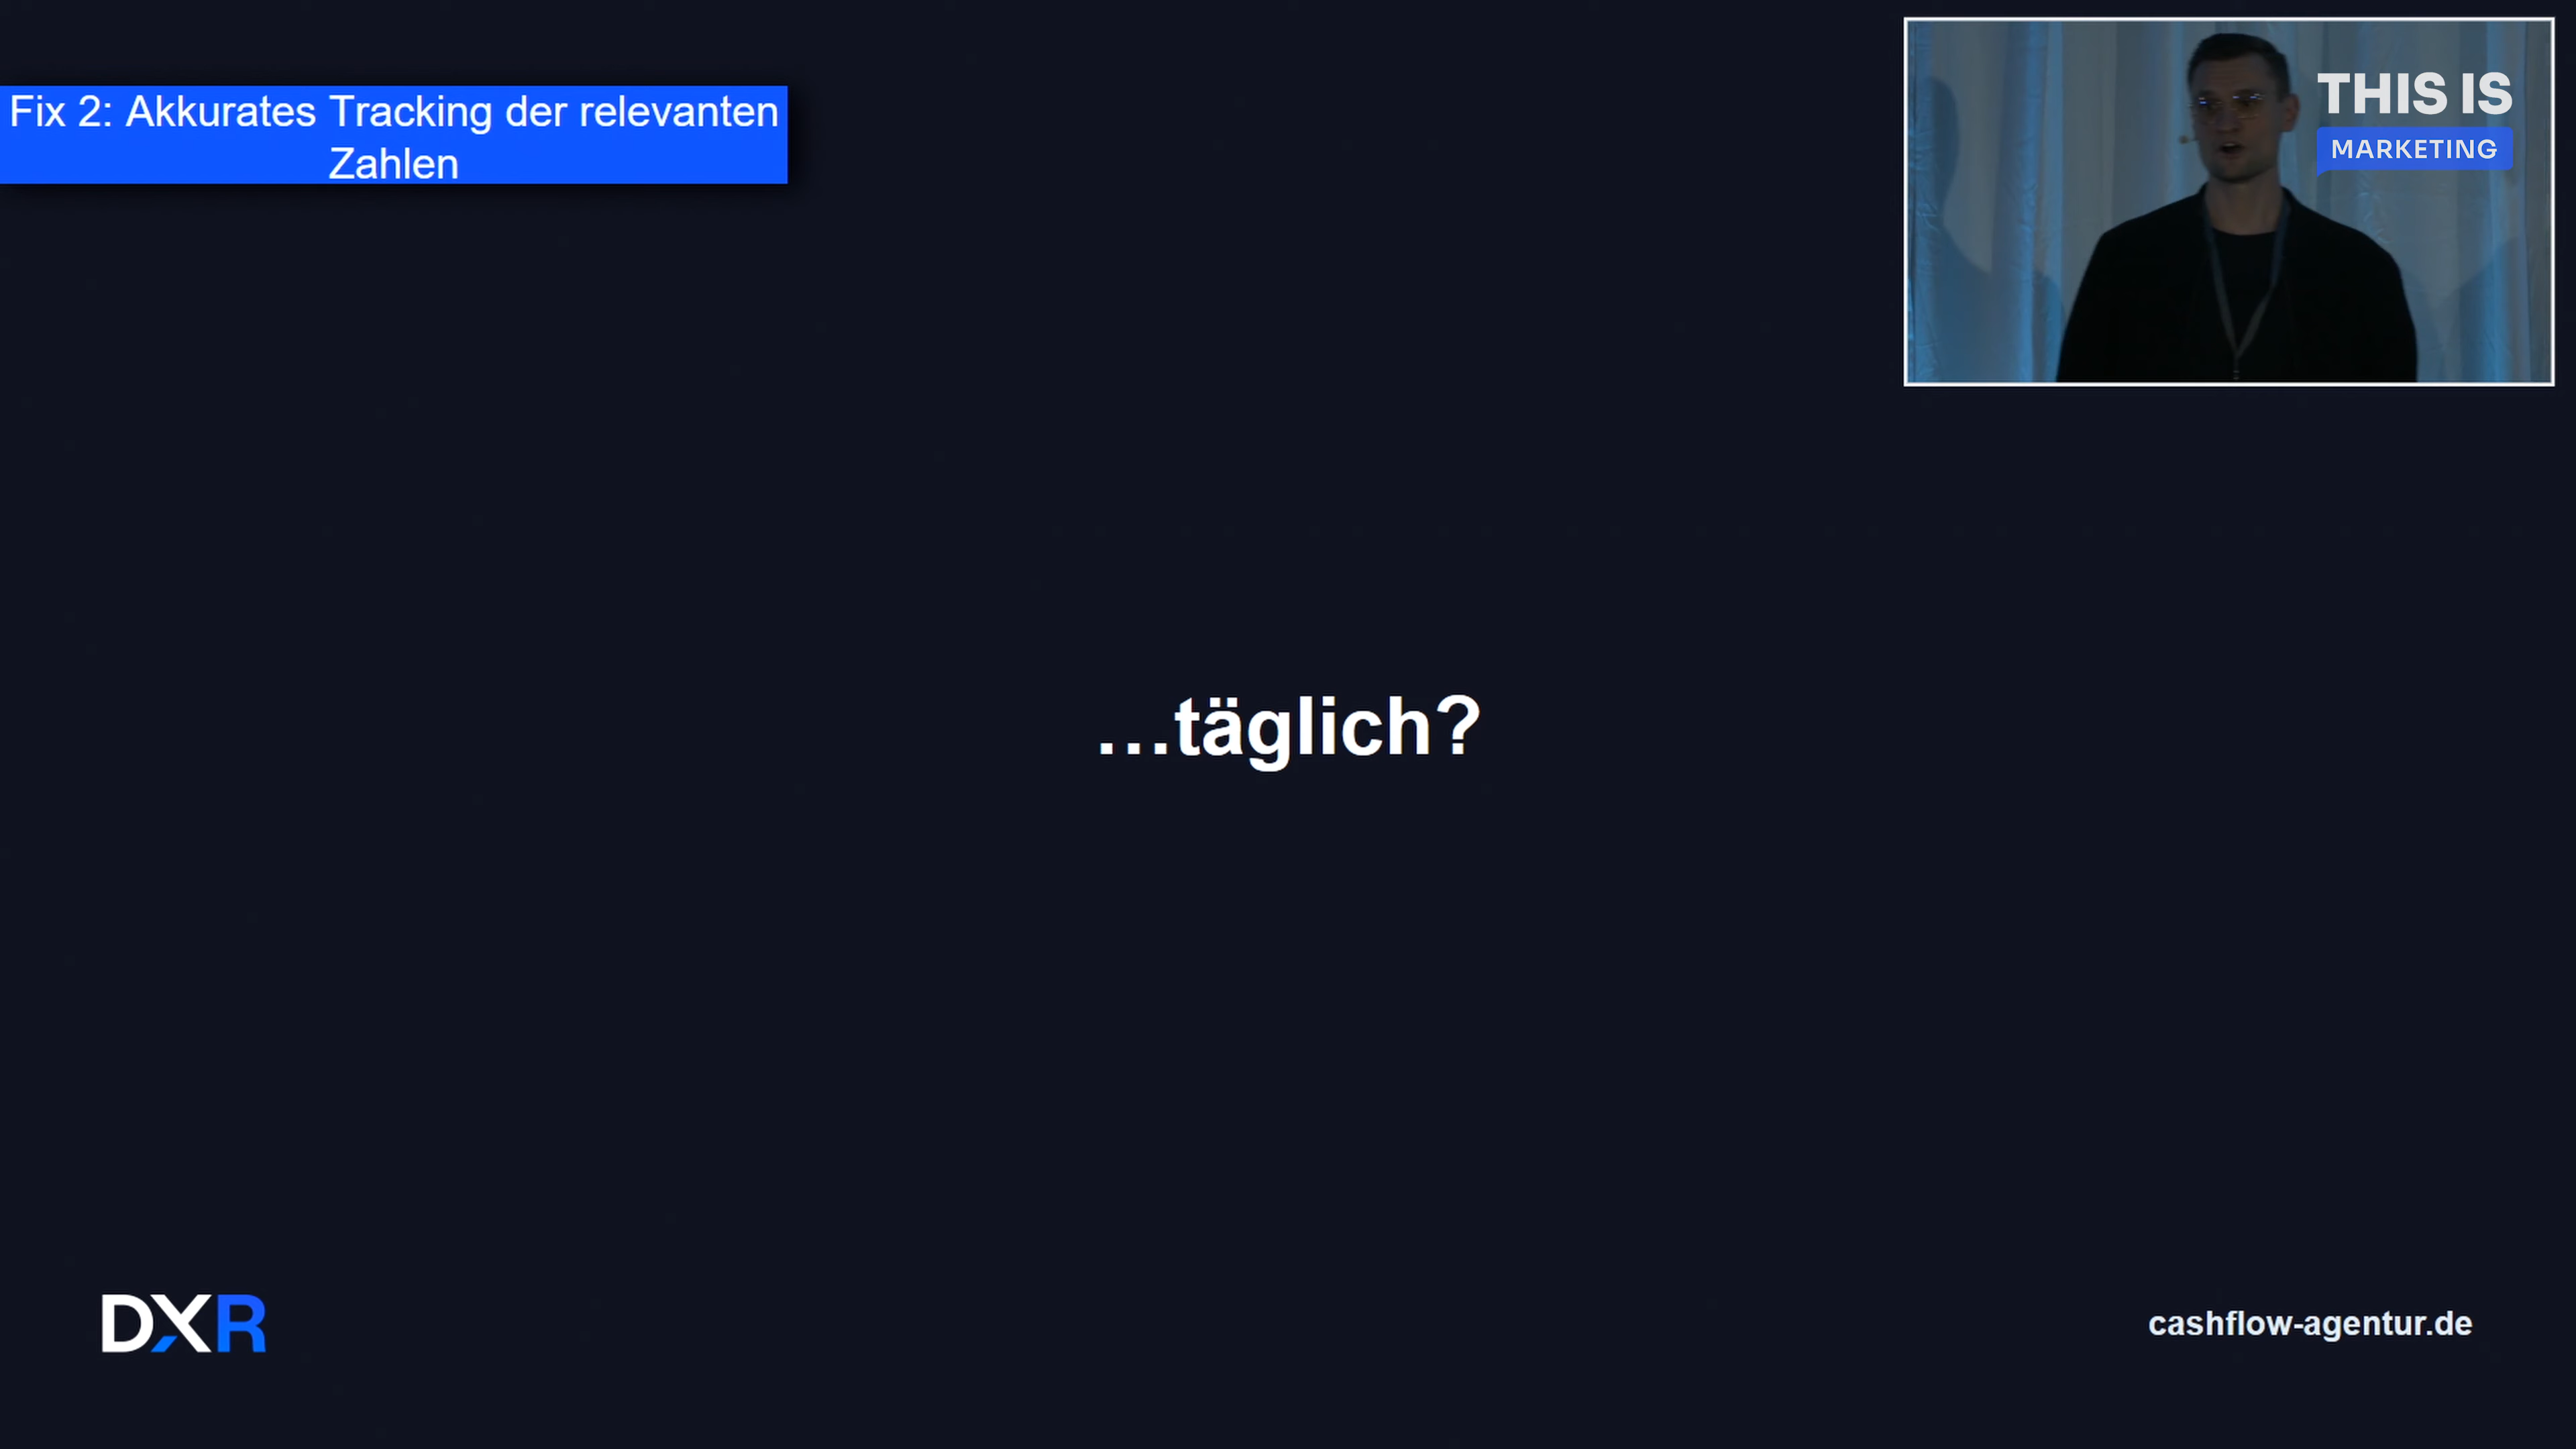 Fix 2: Akkurates Tracking der relevanten
Zahlen
THIS IS
MARKETING
…täglich?
DXR
cashflow-agentur.de